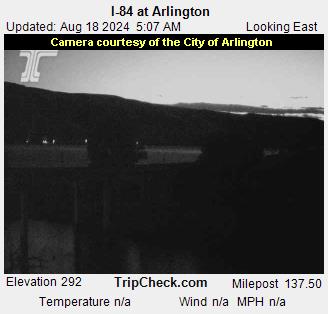 I-84 at Arlington
Updated: Aug 18 2024 5:07 AM Looking East
Camera courtesy of the City of Arlington
Elevation 292 TripCheck.com Milepost 137.50
Temperature n/a Wind n/a MPH n/a